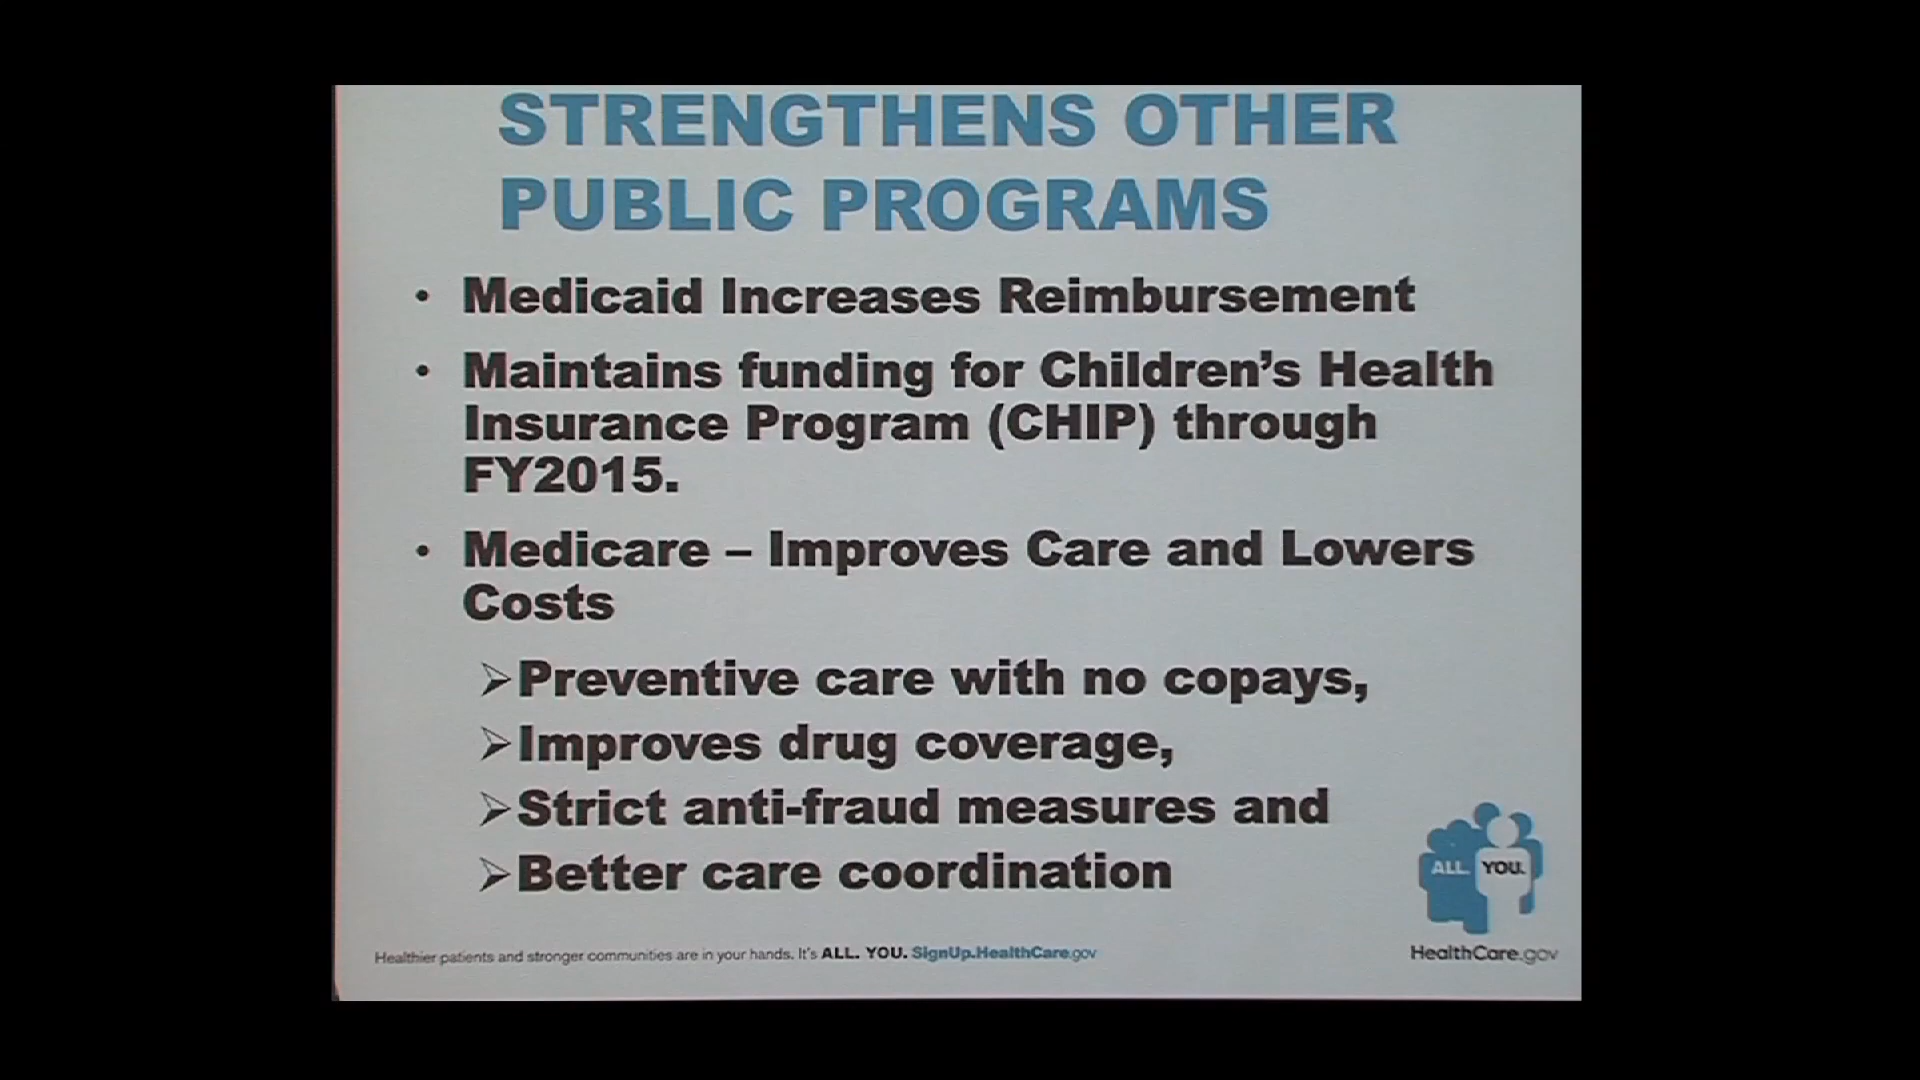 STRENGTHENS OTHER
PUBLIC PROGRAMS
• Medicaid Increases Reimbursement
• Maintains funding for Children's Health
Insurance Program (CHIP) through
FY2015.
• Medicare – Improves Care and Lowers
Costs
➢Preventive care with no copays,
➢Improves drug coverage,
➢Strict anti-fraud measures and
➢Better care coordination
ALL. YOU.
Healthier patients and stronger communities are in your hands. It's ALL. YOU. SignUp.HealthCare.gov
HealthCare.gov